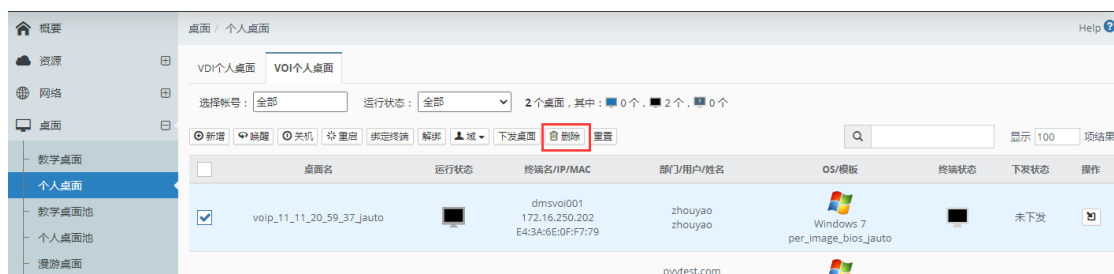 概要
资源
网络
桌面
教学桌面
个人桌面
教学桌面池
个人桌面池
漫游桌面
桌面 / 个人桌面
Help
VDI个人桌面 VOI个人桌面
选择帐号： 全部 运行状态： 全部 2个桌面，其中： 0个， 2个， 0个
新增 唤醒 关机 重启 绑定终端 解绑 域 下发桌面 删除 重置 显示 100 项结果
桌面名 运行状态 终端名/IP/MAC 部门/用户/姓名 OS/模板 终端状态 下发状态 操作
voip_11_11_20_59_37_jauto
dmsvoi001
172.16.250.202
E4:3A:6E:0F:F7:79
zhouyao
zhouyao
Windows 7
per_image_bios_jauto
未下发